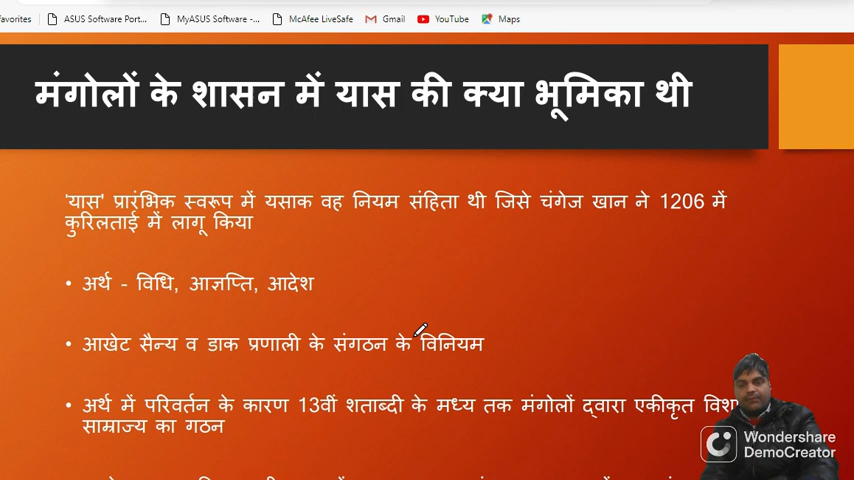 avorites
ASUS Software Port...
MyASUS Software -...
McAfee LiveSafe
Gmail
YouTube
Maps
मंगोलों के शासन में यास की क्या भूमिका थी
'यास' प्रारंभिक स्वरूप में यसाक वह नियम संहिता थी जिसे चंगेज खान ने 1206 में
कुरिलताई में लागू किया
• अर्थ - विधि, आज्ञप्ति, आदेश
• आखेट सैन्य व डाक प्रणाली के संगठन के विनियम
• अर्थ में परिवर्तन के कारण 13वीं शताब्दी के मध्य तक मंगोलों द्वारा एकीकृत
साम्राज्य का गठन
Wondershare
DemoCreator